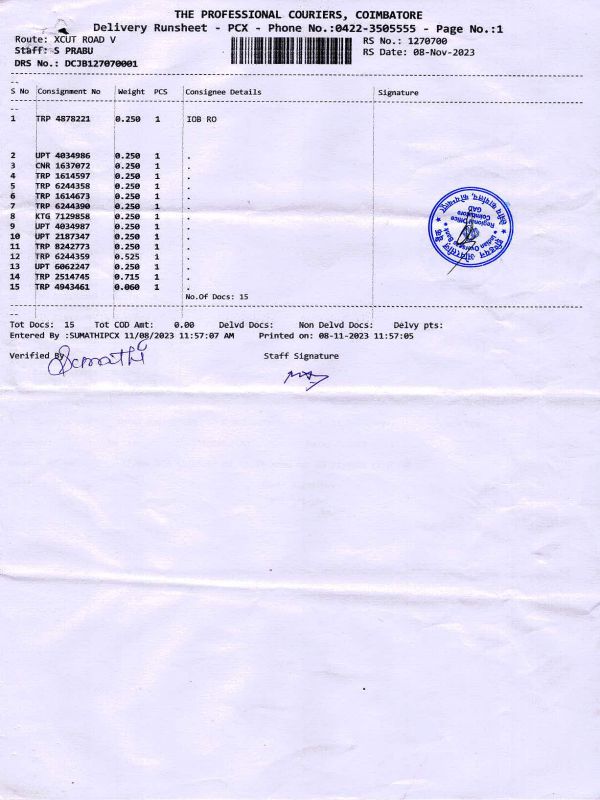 THE PROFESSIONAL COURIERS, COIMBATORE
Delivery Runsheet - PCX - Phone No.:0422-3505555 - Page No.:1
Route: XCUT ROAD V RS No.: 1270700
Staff: S PRABU RS Date: 08-Nov-2023
DRS No.: DCJB127070001
S No Consignment No Weight PCS Consignee Details Signature
1 TRP 4878221 0.250 1 IOB RO
2 UPT 4034986 0.250 1 .
3 CNR 1637072 0.250 1 .
4 TRP 1614597 0.250 1 .
5 TRP 6244358 0.250 1 .
6 TRP 1614673 0.250 1 .
7 TRP 6244390 0.250 1 .
8 KTG 7129858 0.250 1 .
9 UPT 4034987 0.250 1 .
10 UPT 2187347 0.250 1 .
11 TRP 8242773 0.250 1 .
12 TRP 6244359 0.525 1 .
13 UPT 6062247 0.250 1 .
14 TRP 2514745 0.715 1 .
15 TRP 4943461 0.060 1 .
No.Of Docs: 15
Indian Overseas Bank
Regional Office
Coimbatore
GAD
Tot Docs: 15 Tot COD Amt: 0.00 Delvd Docs: Non Delvd Docs: Delvy pts:
Entered By :SUMATHIPCX 11/08/2023 11:57:07 AM Printed on: 08-11-2023 11:57:05
Verified By Staff Signature
Sumathi